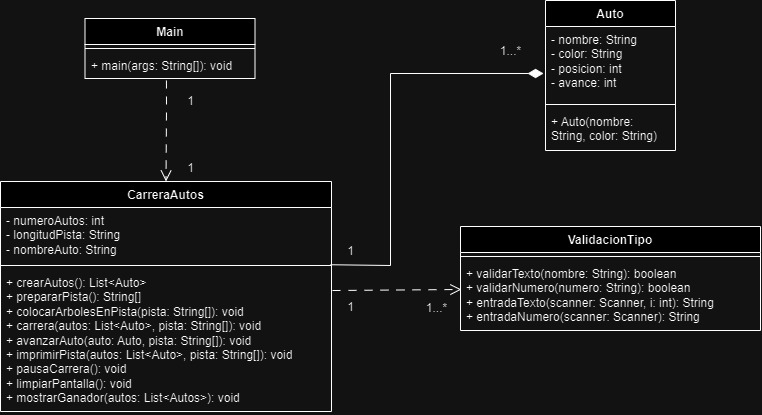 Main
+ main(args: String[]): void
1
1
Auto
- nombre: String
- color: String
- posicion: int
- avance: int
+ Auto(nombre:
String, color: String)
1...*
CarreraAutos
- numeroAutos: int
- longitudPista: String
- nombreAuto: String
+ crearAutos(): List<Auto>
+ prepararPista(): String[]
+ colocarArbolesEnPista(pista: String[]): void
+ carrera(autos: List<Auto>, pista: String[]): void
+ avanzarAuto(auto: Auto, pista: String[]): void
+ imprimirPista(autos: List<Auto>, pista: String[]): void
+ pausaCarrera(): void
+ limpiarPantalla(): void
+ mostrarGanador(autos: List<Autos>): void
1
1
1...*
ValidacionTipo
+ validarTexto(nombre: String): boolean
+ validarNumero(numero: String): boolean
+ entradaTexto(scanner: Scanner, i: int): String
+ entradaNumero(scanner: Scanner): String